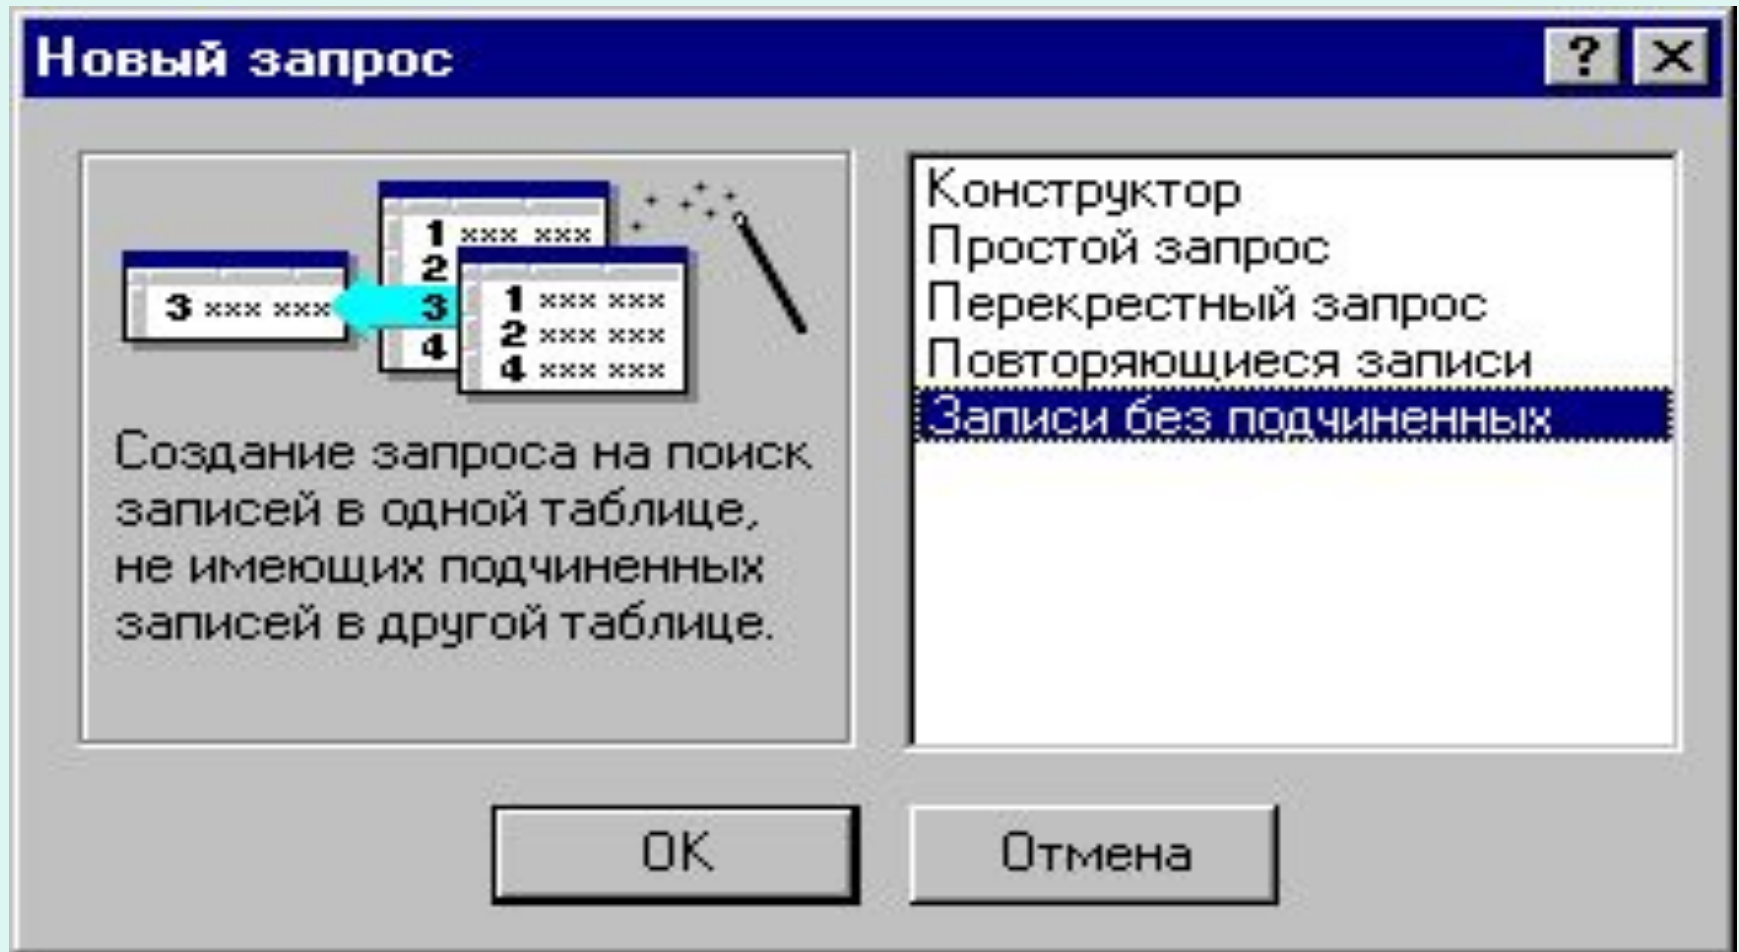 Новый запрос
1 xxx xxx
2
3 xxx xxx
3
4
1 xxx xxx
2 xxx xxx
4 xxx xxx
Создание запроса на поиск
записей в одной таблице,
не имеющих подчиненных
записей в другой таблице.
Конструктор
Простой запрос
Перекрестный запрос
Повторяющиеся записи
Записи без подчиненных
OK
Отмена